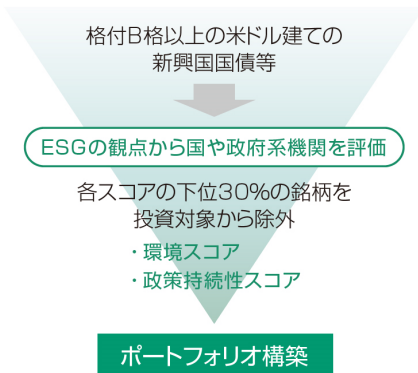 格付B格以上の米ドル建ての
新興国国債等
ESGの観点から国や政府系機関を評価
各スコアの下位30%の銘柄を
投資対象から除外
・環境スコア
・政策持続性スコア
ポートフォリオ構築